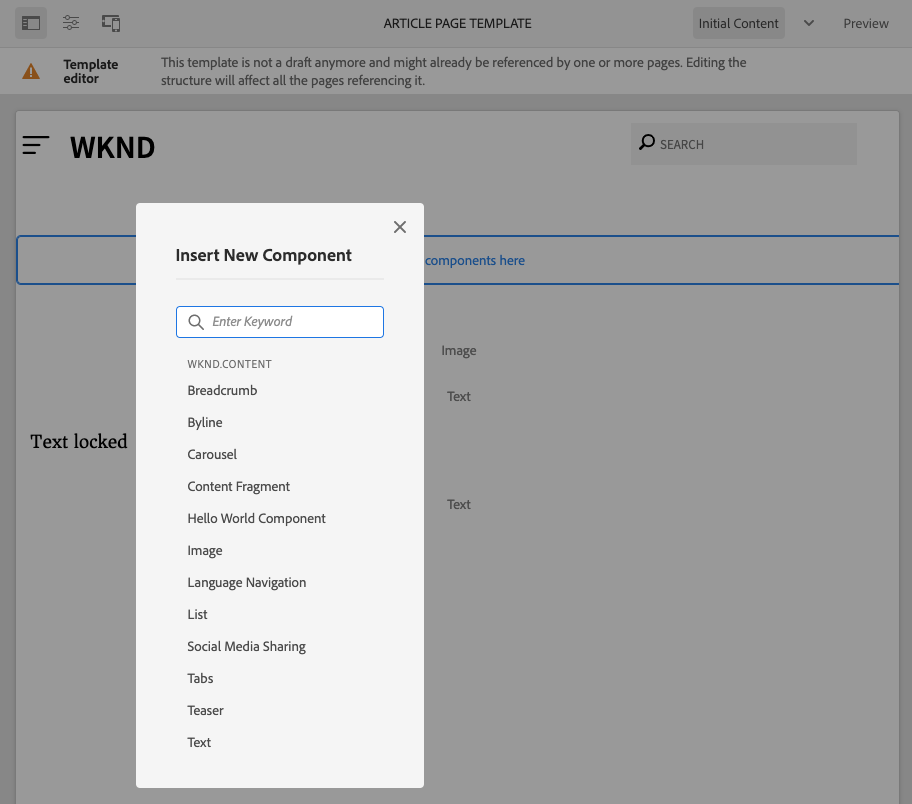 ARTICLE PAGE TEMPLATE
Initial Content
Preview
Template
editor
This template is not a draft anymore and might already be referenced by one or more pages. Editing the
structure will affect all the pages referencing it.
WKND
SEARCH
components here
Insert New Component
Enter Keyword
WKND.CONTENT
Breadcrumb
Byline
Carousel
Content Fragment
Hello World Component
Image
Language Navigation
List
Social Media Sharing
Tabs
Teaser
Text
Image
Text
Text locked
Text